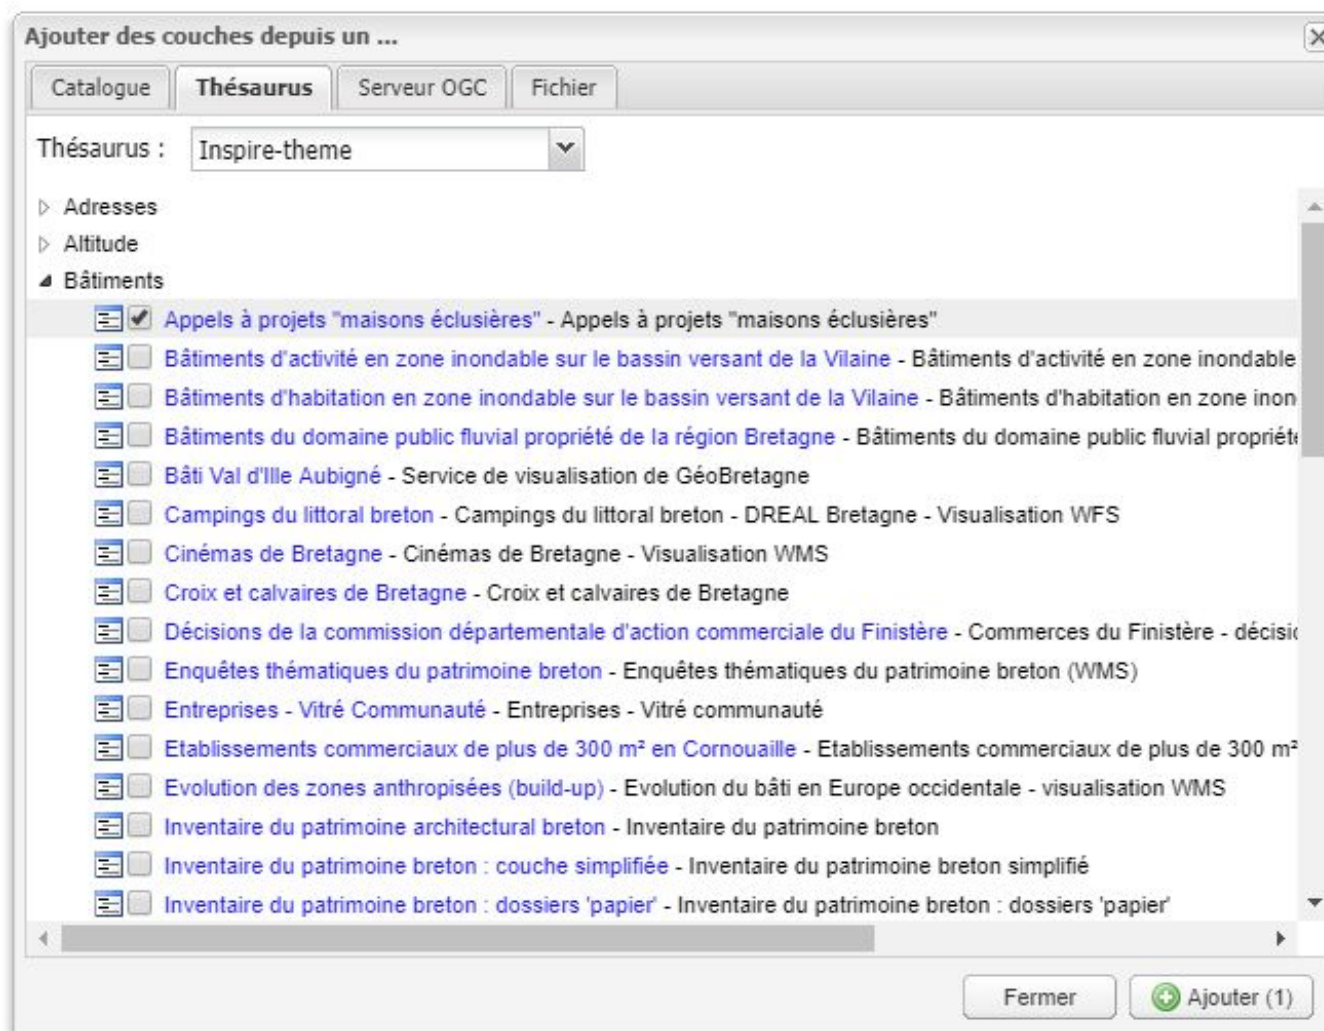 Ajouter des couches depuis un ...
Catalogue Thésaurus Serveur OGC Fichier
Thésaurus : Inspire-theme
Adresses
Altitude
Bâtiments
Appels à projets "maisons éclusières" - Appels à projets "maisons éclusières"
Bâtiments d'activité en zone inondable sur le bassin versant de la Vilaine - Bâtiments d'activité en zone inondable
Bâtiments d'habitation en zone inondable sur le bassin versant de la Vilaine - Bâtiments d'habitation en zone inon
Bâtiments du domaine public fluvial propriété de la région Bretagne - Bâtiments du domaine public fluvial propriété
Bâti Val d'Ille Aubigné - Service de visualisation de GéoBretagne
Campings du littoral breton - Campings du littoral breton - DREAL Bretagne - Visualisation WFS
Cinémas de Bretagne - Cinémas de Bretagne - Visualisation WMS
Croix et calvaires de Bretagne - Croix et calvaires de Bretagne
Décisions de la commission départementale d'action commerciale du Finistère - Commerces du Finistère - décisi
Enquêtes thématiques du patrimoine breton - Enquêtes thématiques du patrimoine breton (WMS)
Entreprises - Vitré Communauté - Entreprises - Vitré communauté
Etablissements commerciaux de plus de 300 m² en Cornouaille - Etablissements commerciaux de plus de 300 m²
Evolution des zones anthropisées (build-up) - Evolution du bâti en Europe occidentale - visualisation WMS
Inventaire du patrimoine architectural breton - Inventaire du patrimoine breton
Inventaire du patrimoine breton : couche simplifiée - Inventaire du patrimoine breton simplifié
Inventaire du patrimoine breton : dossiers 'papier' - Inventaire du patrimoine breton : dossiers 'papier'
Fermer Ajouter (1)